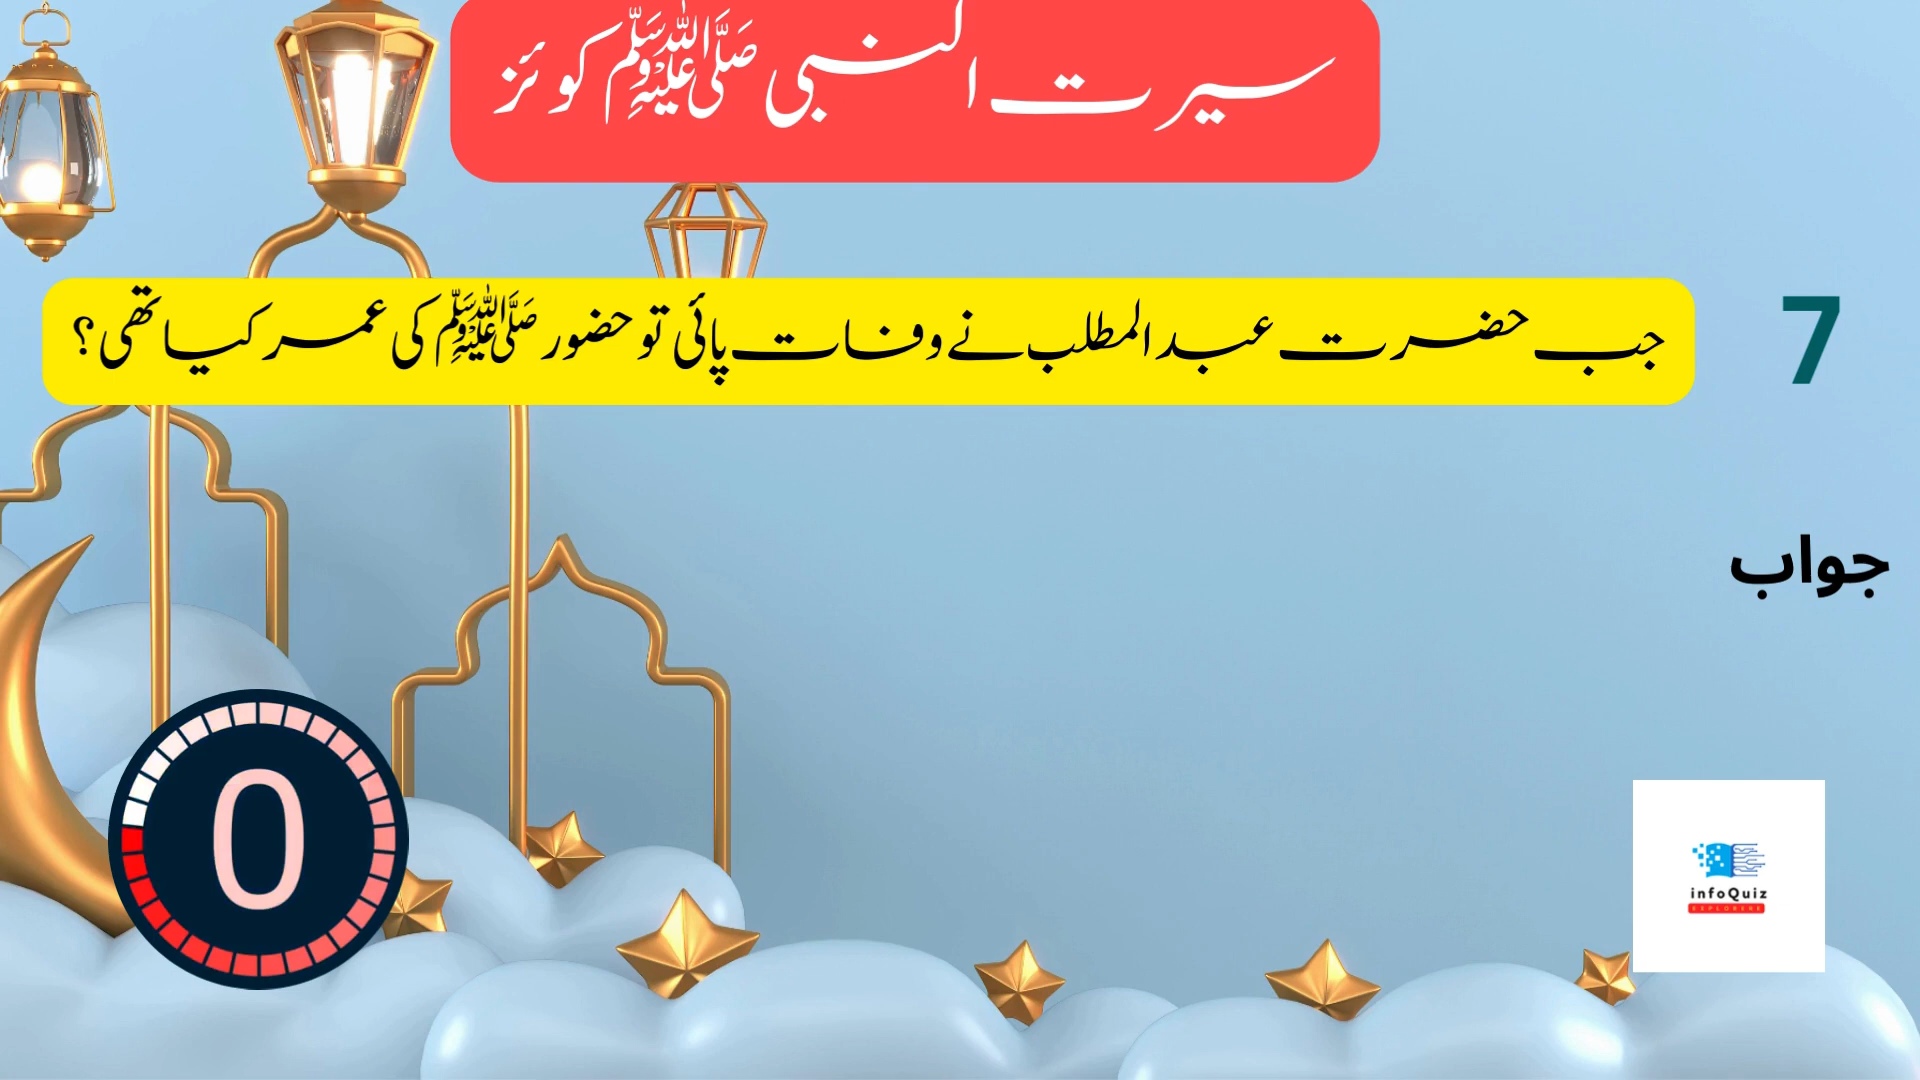 سیرت النبی ﷺ کوئز
جب حضرت عبدالمطلب نے وفات پائی تو حضور ﷺ کی عمر کیا تھی؟
7
جواب
0
infoQuiz
EXPLORERS